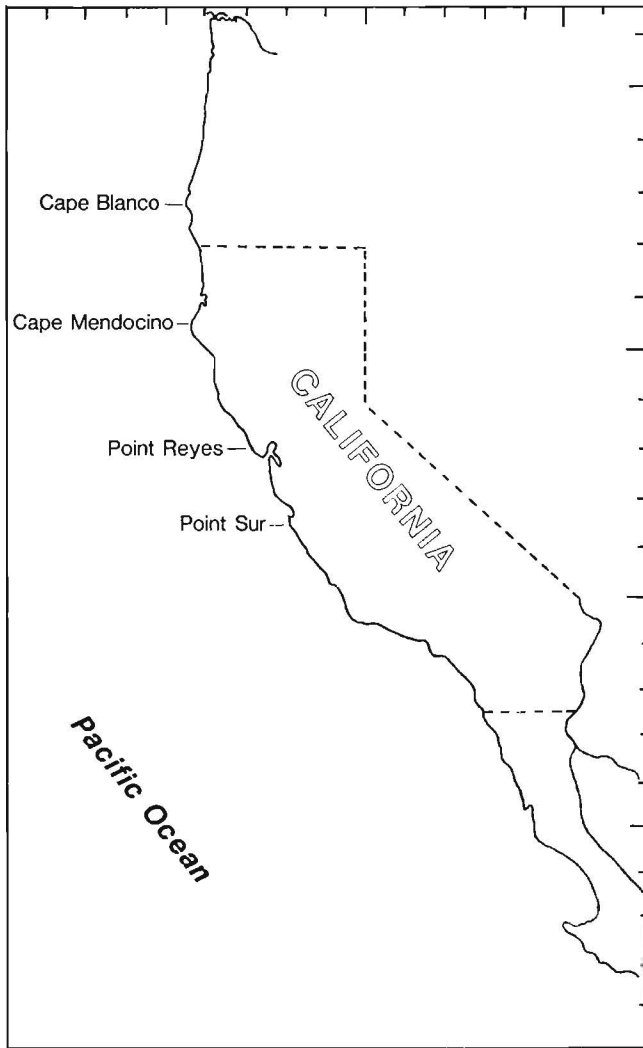 Cape Blanco
Cape Mendocino
CALIFORNIA
Point Reyes
Point Sur
Pacific Ocean